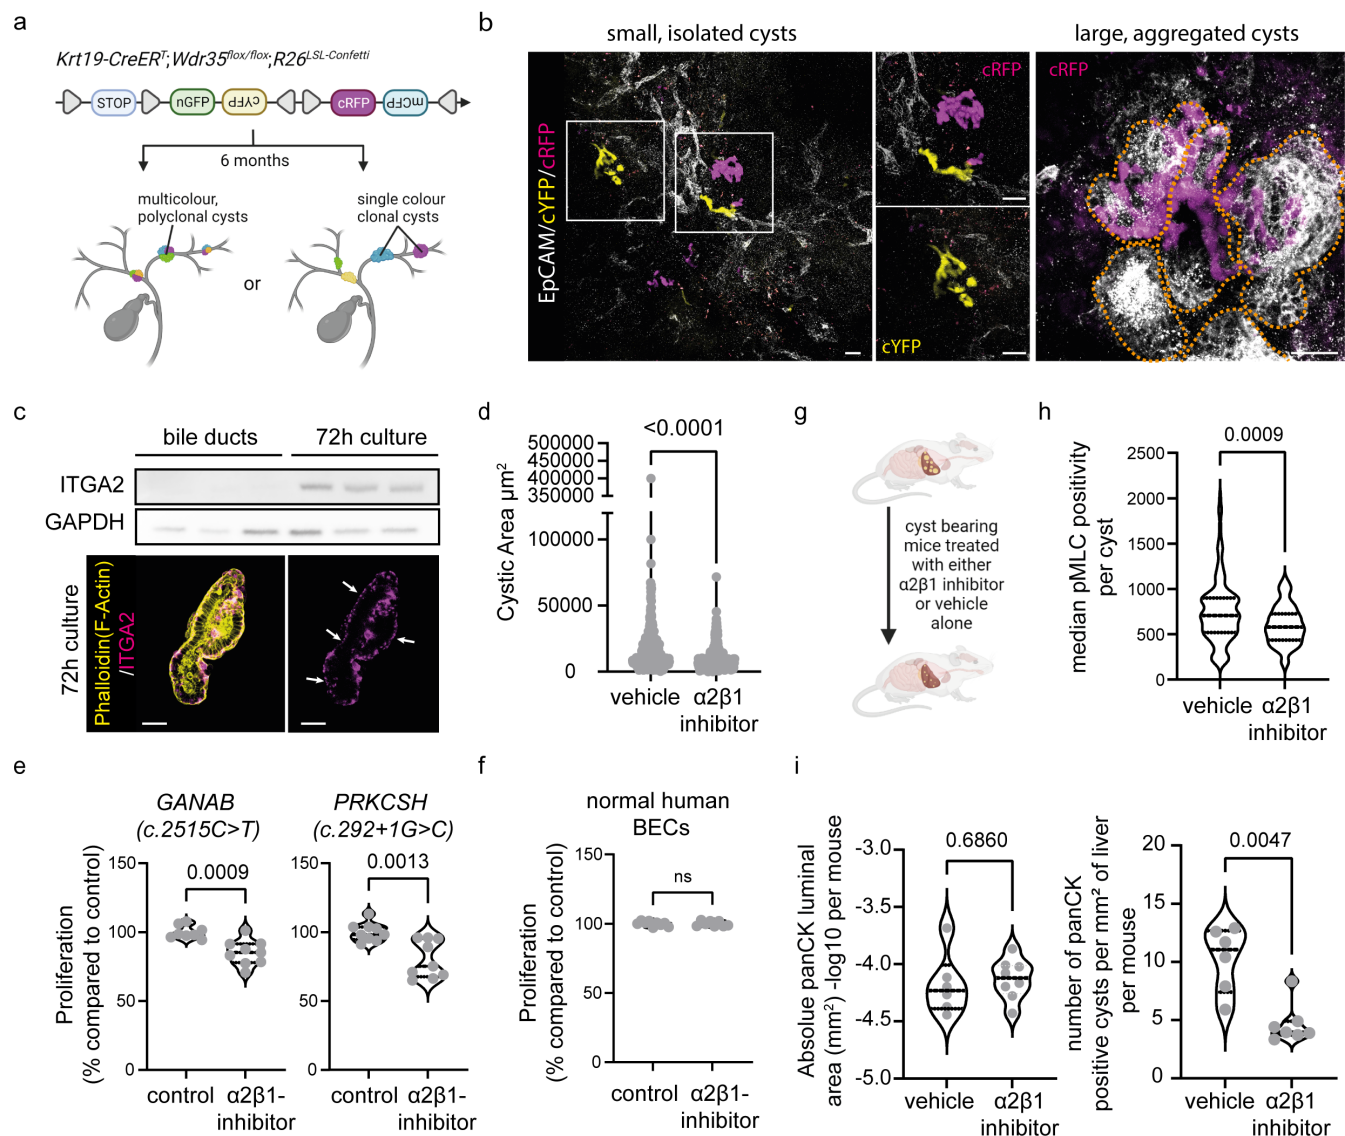 a
Krt19-CreERT;Wdr35flox/flox;R26LSL-Confetti
STOP
nGFP
cYFP
cRFP
mCFP
6 months
multicolour,
polyclonal cysts
single colour
clonal cysts
or
b
small, isolated cysts
large, aggregated cysts
EpCAM/cYFP/cRFP
cRFP
cYFP
cRFP
c
bile ducts
72h culture
ITGA2
GAPDH
72h culture
Phalloidin(F-Actin)
/ITGA2
d
<0.0001
Cystic Area µm²
500000
450000
400000
350000
100000
50000
0
vehicle
α2β1
inhibitor
g
cyst bearing
mice treated
with either
α2β1 inhibitor
or vehicle
alone
h
0.0009
median pMLC positivity
per cyst
2500
2000
1500
1000
500
0
vehicle
α2β1
inhibitor
e
GANAB
(c.2515C>T)
Proliferation
(% compared to control)
150
100
50
0
0.0009
control
α2β1-
inhibitor
PRKCSH
(c.292+1G>C)
150
100
50
0
0.0013
control
α2β1-
inhibitor
f
normal human
BECs
Proliferation
(% compared to control)
150
100
50
0
ns
control
α2β1-
inhibitor
i
Absolue panCK luminal
area (mm²) -log10 per mouse
-3.0
-3.5
-4.0
-4.5
-5.0
0.6860
vehicle
α2β1
inhibitor
number of panCK
positive cysts per mm² of liver
per mouse
20
15
10
5
0
0.0047
vehicle
α2β1
inhibitor